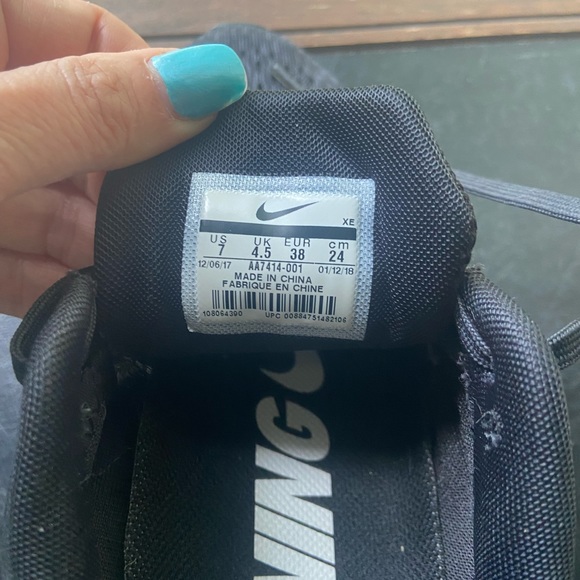 XE
US UK EUR cm
7 4.5 38 24
12/06/17 AA7414-001 01/12/18
MADE IN CHINA
FABRIQUE EN CHINE
108064390 UPC 00884751482106
NING